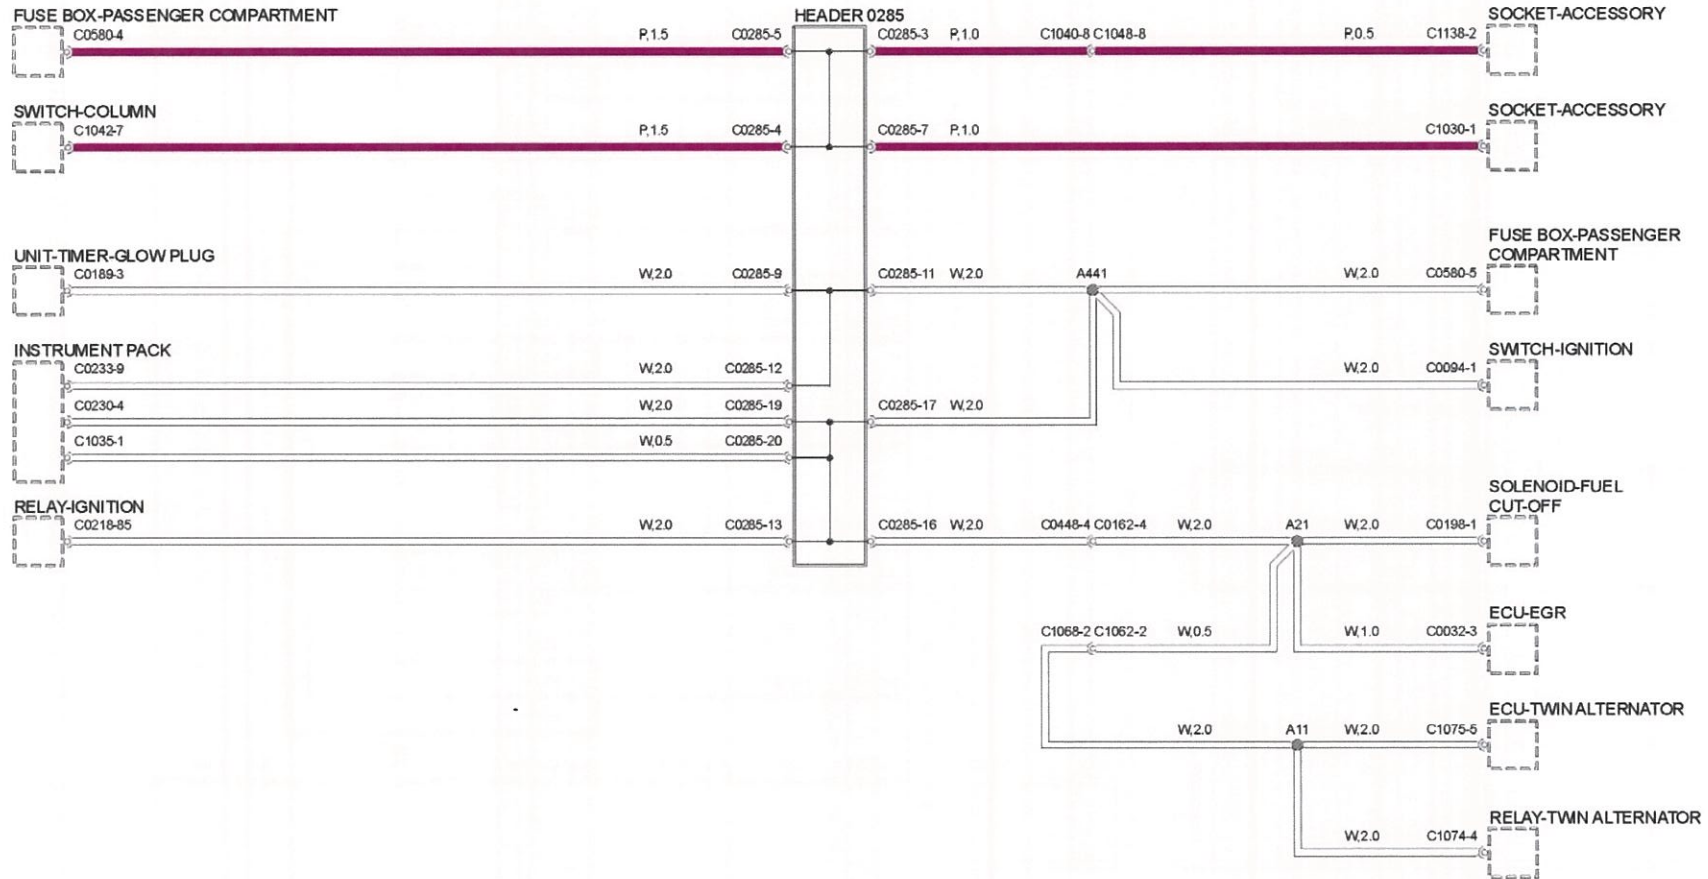 FUSE BOX-PASSENGER COMPARTMENT
HEADER 0285
SOCKET-ACCESSORY
C0580-4 P,1.5 C0285-5 C0285-3 P,1.0 C1040-8 C1048-8 P,0.5 C1138-2
SWITCH-COLUMN
SOCKET-ACCESSORY
C1042-7 P,1.5 C0285-4 C0285-7 P,1.0 C1030-1
UNIT-TIMER-GLOW PLUG
FUSE BOX-PASSENGER
COMPARTMENT
C0189-3 W,2.0 C0285-9 C0285-11 W,2.0 A441 W,2.0 C0580-5
INSTRUMENT PACK
SWITCH-IGNITION
C0233-9 W,2.0 C0285-12 W,2.0 C0094-1
C0230-4 W,2.0 C0285-19 C0285-17 W,2.0
C1035-1 W,0.5 C0285-20
RELAY-IGNITION
SOLENOID-FUEL
CUT-OFF
C0218-85 W,2.0 C0285-13 C0285-16 W,2.0 C0448-4 C0162-4 W,2.0 A21 W,2.0 C0198-1
ECU-EGR
C1068-2 C1062-2 W,0.5 W,1.0 C0032-3
ECU-TWIN ALTERNATOR
W,2.0 A11 W,2.0 C1075-5
RELAY-TWIN ALTERNATOR
W,2.0 C1074-4